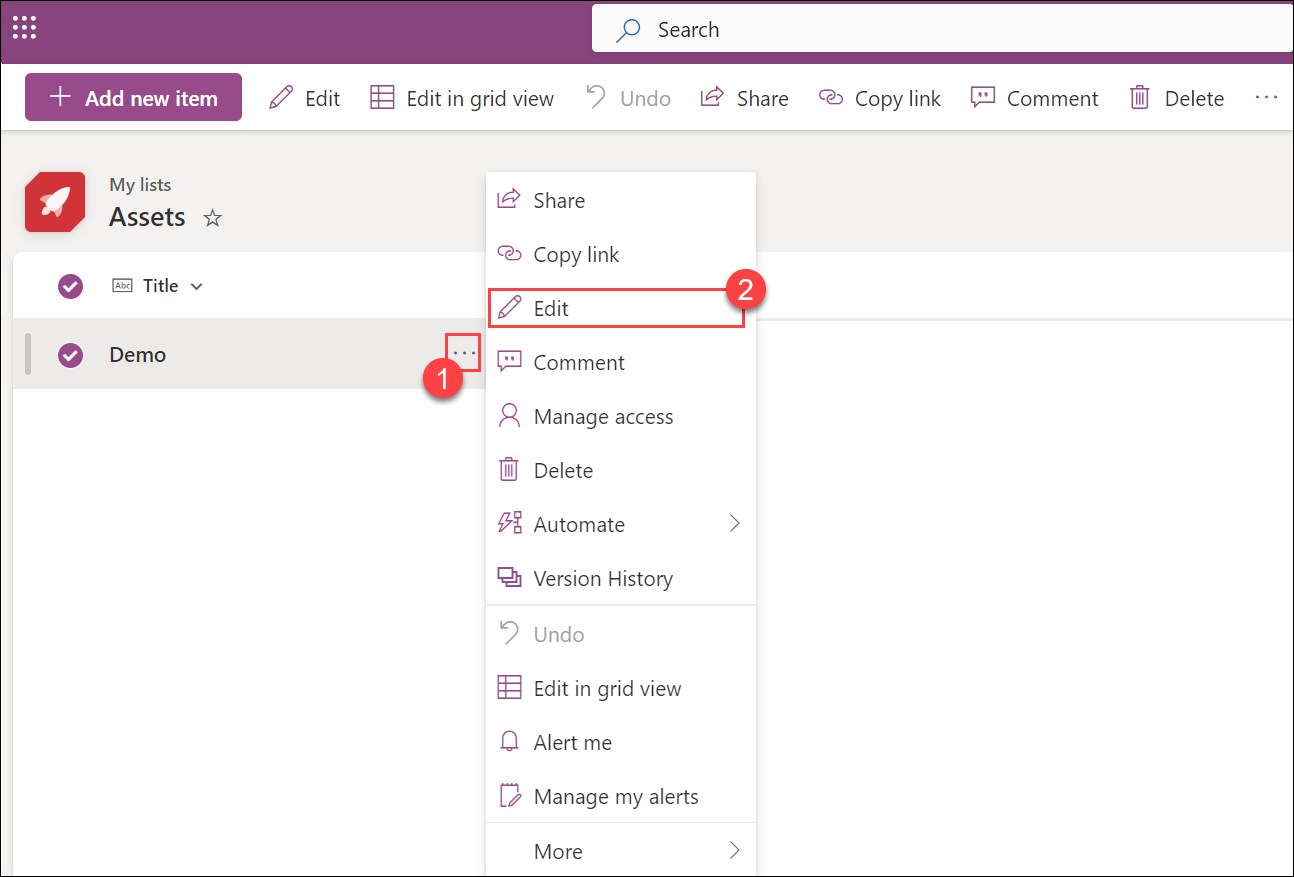 Search
Add new item Edit Edit in grid view Undo Share Copy link Comment Delete ...
My lists
Assets
Abc Title
Demo ...
1
Share
Copy link
Edit
2
Comment
Manage access
Delete
Automate
Version History
Undo
Edit in grid view
Alert me
Manage my alerts
More